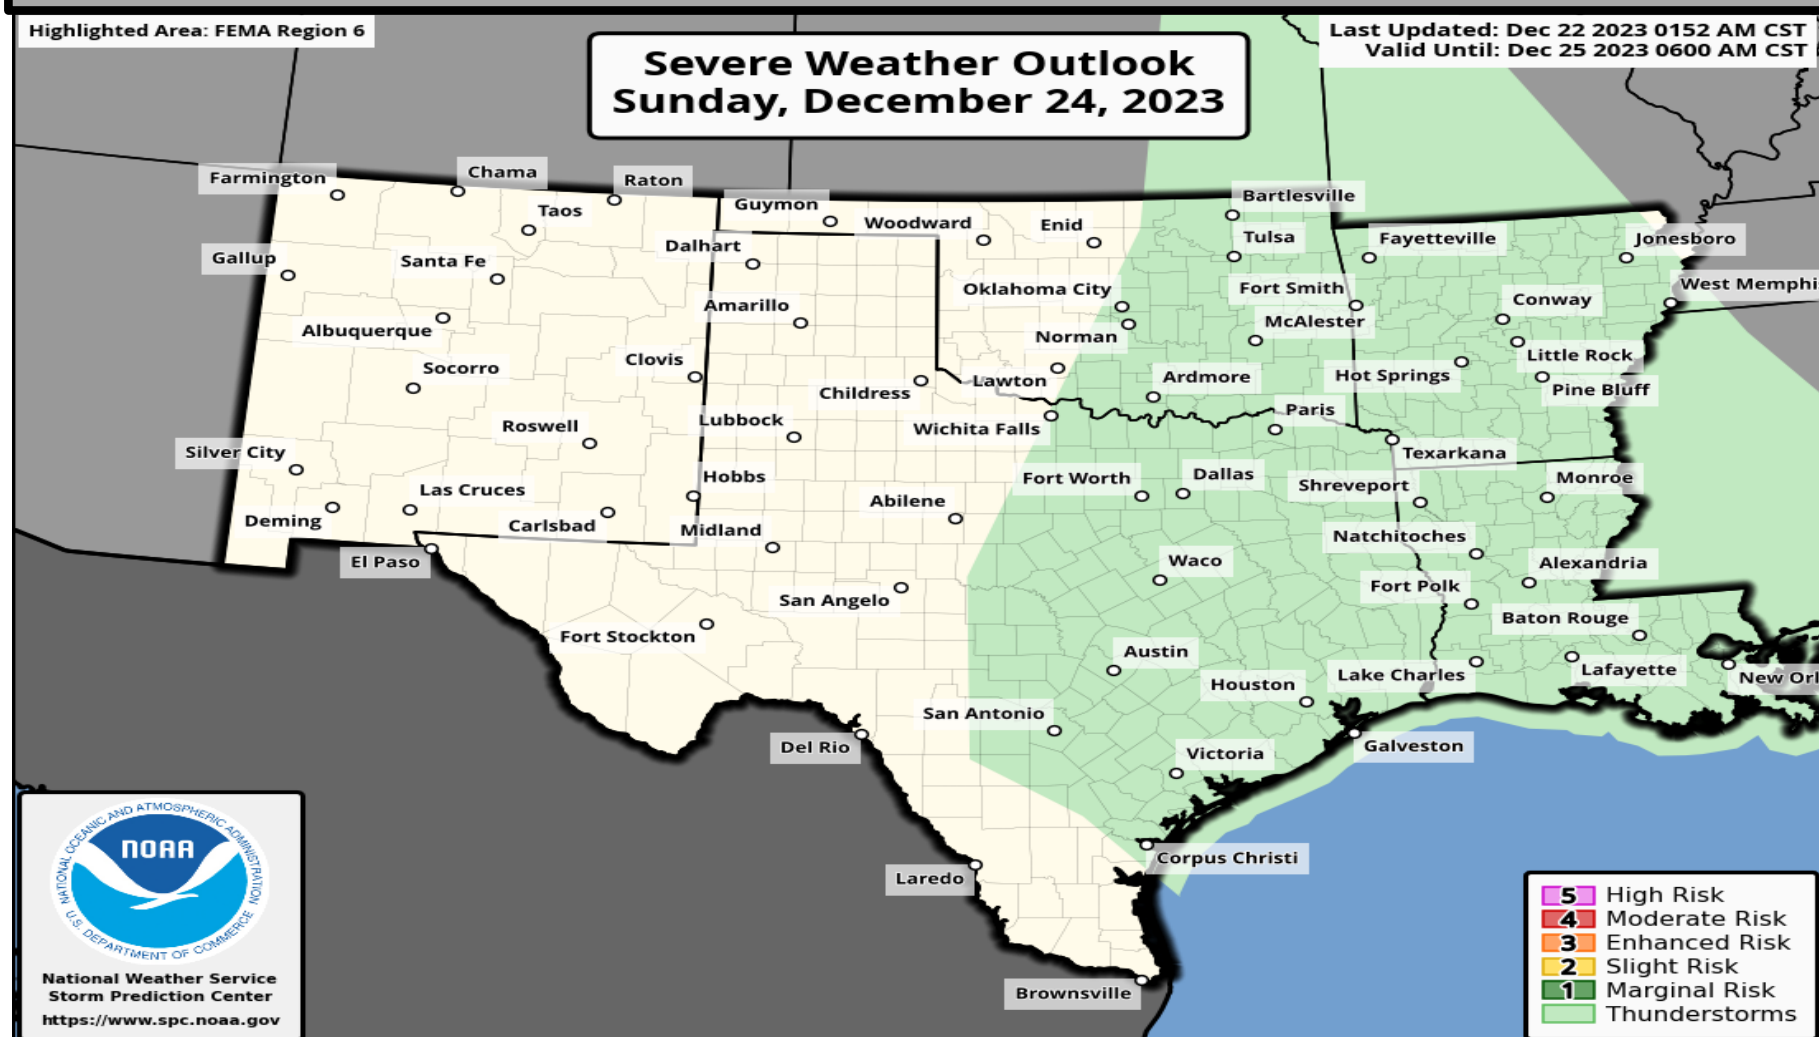 Highlighted Area: FEMA Region 6
Severe Weather Outlook
Sunday, December 24, 2023
Last Updated: Dec 22 2023 0152 AM CST
Valid Until: Dec 25 2023 0600 AM CST
Farmington
Chama
Raton
Taos
Guymon
Woodward
Enid
Bartlesville
Tulsa
Fayetteville
Jonesboro
Gallup
Santa Fe
Dalhart
Oklahoma City
Fort Smith
Conway
West Memphi
Albuquerque
Amarillo
Norman
McAlester
Little Rock
Socorro
Clovis
Childress
Lawton
Ardmore
Hot Springs
Pine Bluff
Roswell
Lubbock
Wichita Falls
Paris
Texarkana
Silver City
Las Cruces
Hobbs
Fort Worth
Dallas
Shreveport
Monroe
Deming
Carlsbad
Midland
Abilene
Natchitoches
El Paso
San Angelo
Waco
Fort Polk
Alexandria
Fort Stockton
Austin
Baton Rouge
Houston
Lake Charles
Lafayette
New Orl
San Antonio
Del Rio
Victoria
Galveston
Laredo
Corpus Christi
Brownsville
NATIONAL OCEANIC AND ATMOSPHERIC ADMINISTRATION
NOAA
U.S. DEPARTMENT OF COMMERCE
National Weather Service
Storm Prediction Center
https://www.spc.noaa.gov
5 High Risk
4 Moderate Risk
3 Enhanced Risk
2 Slight Risk
1 Marginal Risk
Thunderstorms